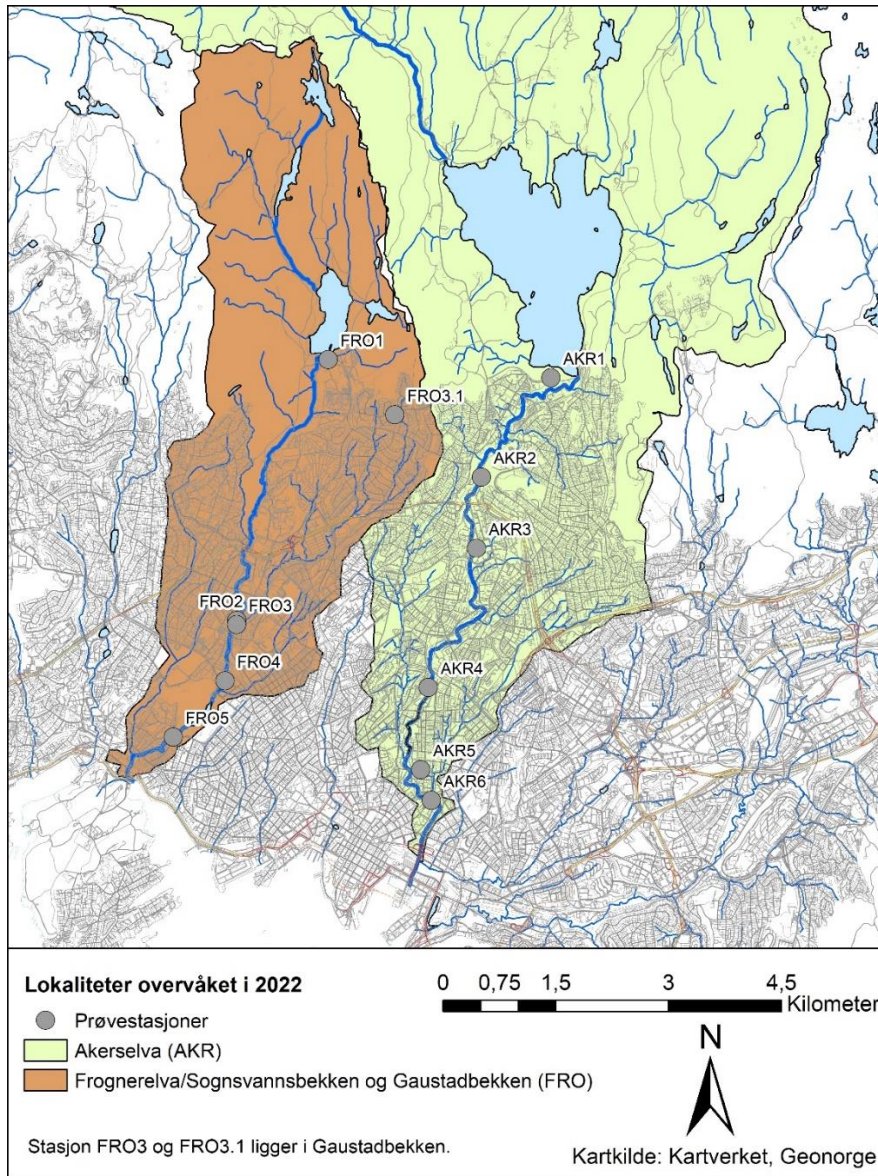 FRO1
AKR1
FRO3.1
AKR2
AKR3
FRO2
FRO3
FRO4
AKR4
FRO5
AKR5
AKR6
Lokaliteter overvåket i 2022
Prøvestasjoner
Akerselva (AKR)
Frognerelva/Sognsvannsbekken og Gaustadbekken (FRO)
Stasjon FRO3 og FRO3.1 ligger i Gaustadbekken.
0 0,75 1,5 3 4,5
Kilometer
N
Kartkilde: Kartverket, Geonorge